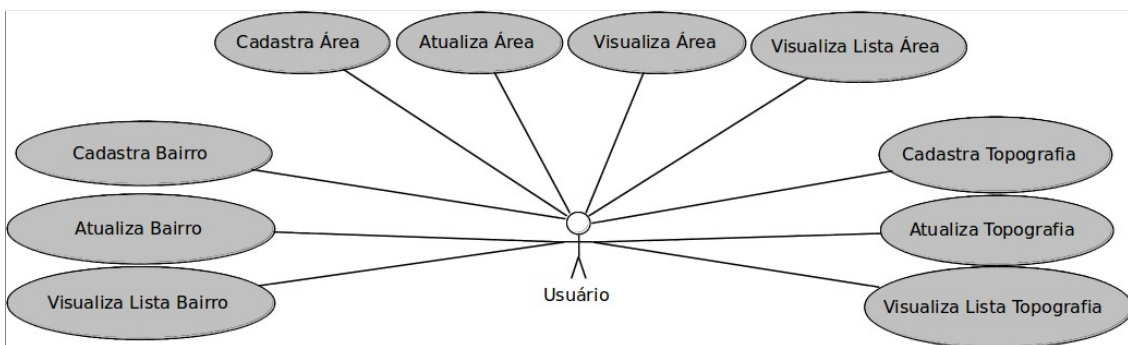 Cadastra Área
Atualiza Área
Visualiza Área
Visualiza Lista Área
Cadastra Bairro
Cadastra Topografia
Atualiza Bairro
Atualiza Topografia
Visualiza Lista Bairro
Usuário
Visualiza Lista Topografia